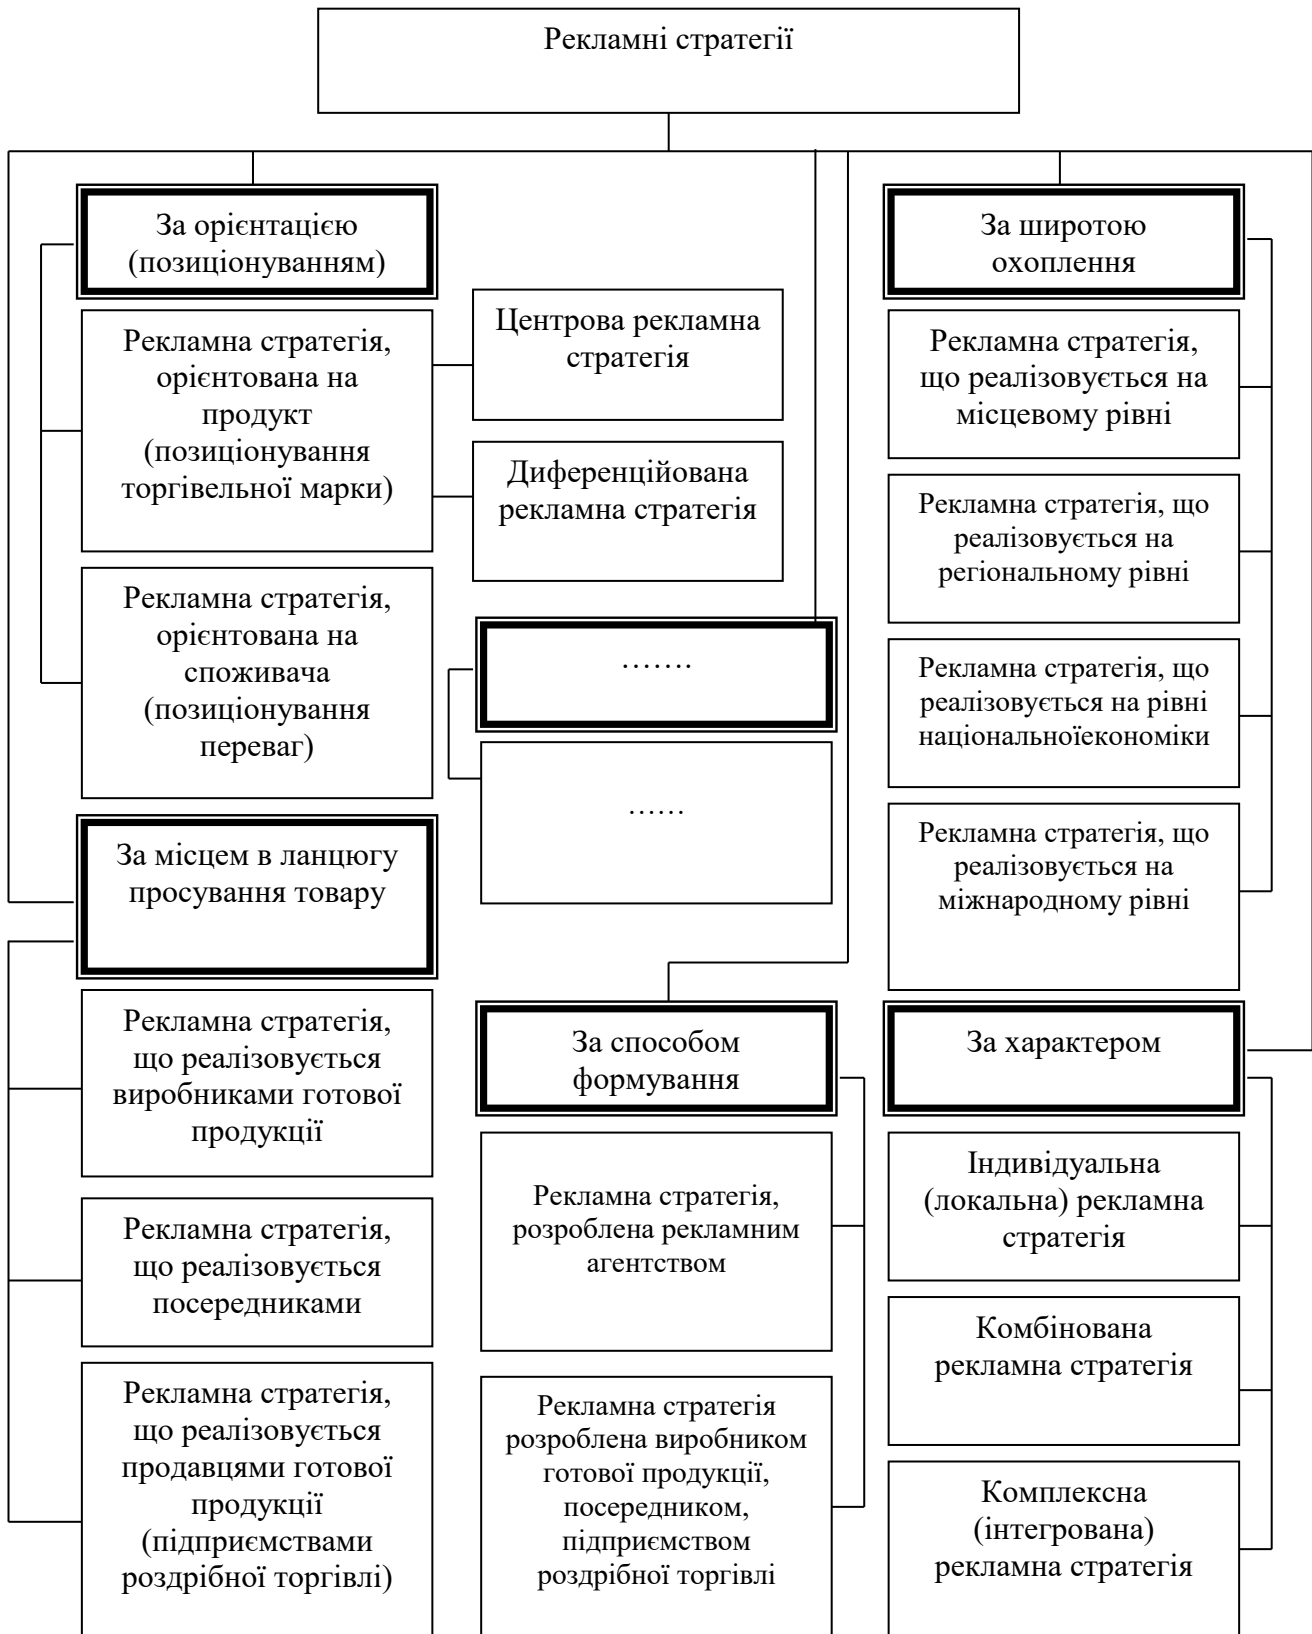 Рекламні стратегії
За орієнтацією
(позиціонуванням)
Рекламна стратегія,
орієнтована на
продукт
(позиціонування
торгівельної марки)
Рекламна стратегія,
орієнтована на
споживача
(позиціонування
переваг)
За місцем в ланцюгу
просування товару
Рекламна стратегія,
що реалізовується
виробниками готової
продукції
Рекламна стратегія,
що реалізовується
посередниками
Рекламна стратегія,
що реалізовується
продавцями готової
продукції
(підприємствами
роздрібної торгівлі)
Центрова рекламна
стратегія
Диференційована
рекламна стратегія
…….
……
За способом
формування
Рекламна стратегія,
розроблена рекламним
агентством
Рекламна стратегія
розроблена виробником
готової продукції,
посередником,
підприємством
роздрібної торгівлі
За широтою
охоплення
Рекламна стратегія,
що реалізовується на
місцевому рівні
Рекламна стратегія, що
реалізовується на
регіональному рівні
Рекламна стратегія, що
реалізовується на рівні
національноїекономіки
Рекламна стратегія, що
реалізовується на
міжнародному рівні
За характером
Індивідуальна
(локальна) рекламна
стратегія
Комбінована
рекламна стратегія
Комплексна
(інтегрована)
рекламна стратегія